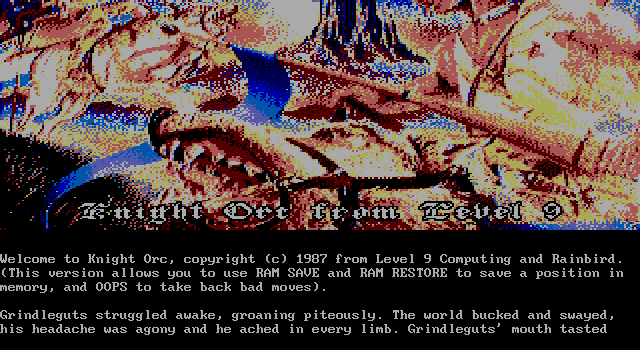 Knight Orc from Level 9
Welcome to Knight Orc, copyright (c) 1987 from Level 9 Computing and Rainbird.
(This version allows you to use RAM SAVE and RAM RESTORE to save a position in
memory, and OOPS to take back bad moves).
Grindleguts struggled awake, groaning piteously. The world bucked and swayed,
his headache was agony and he ached in every limb. Grindleguts' mouth tasted